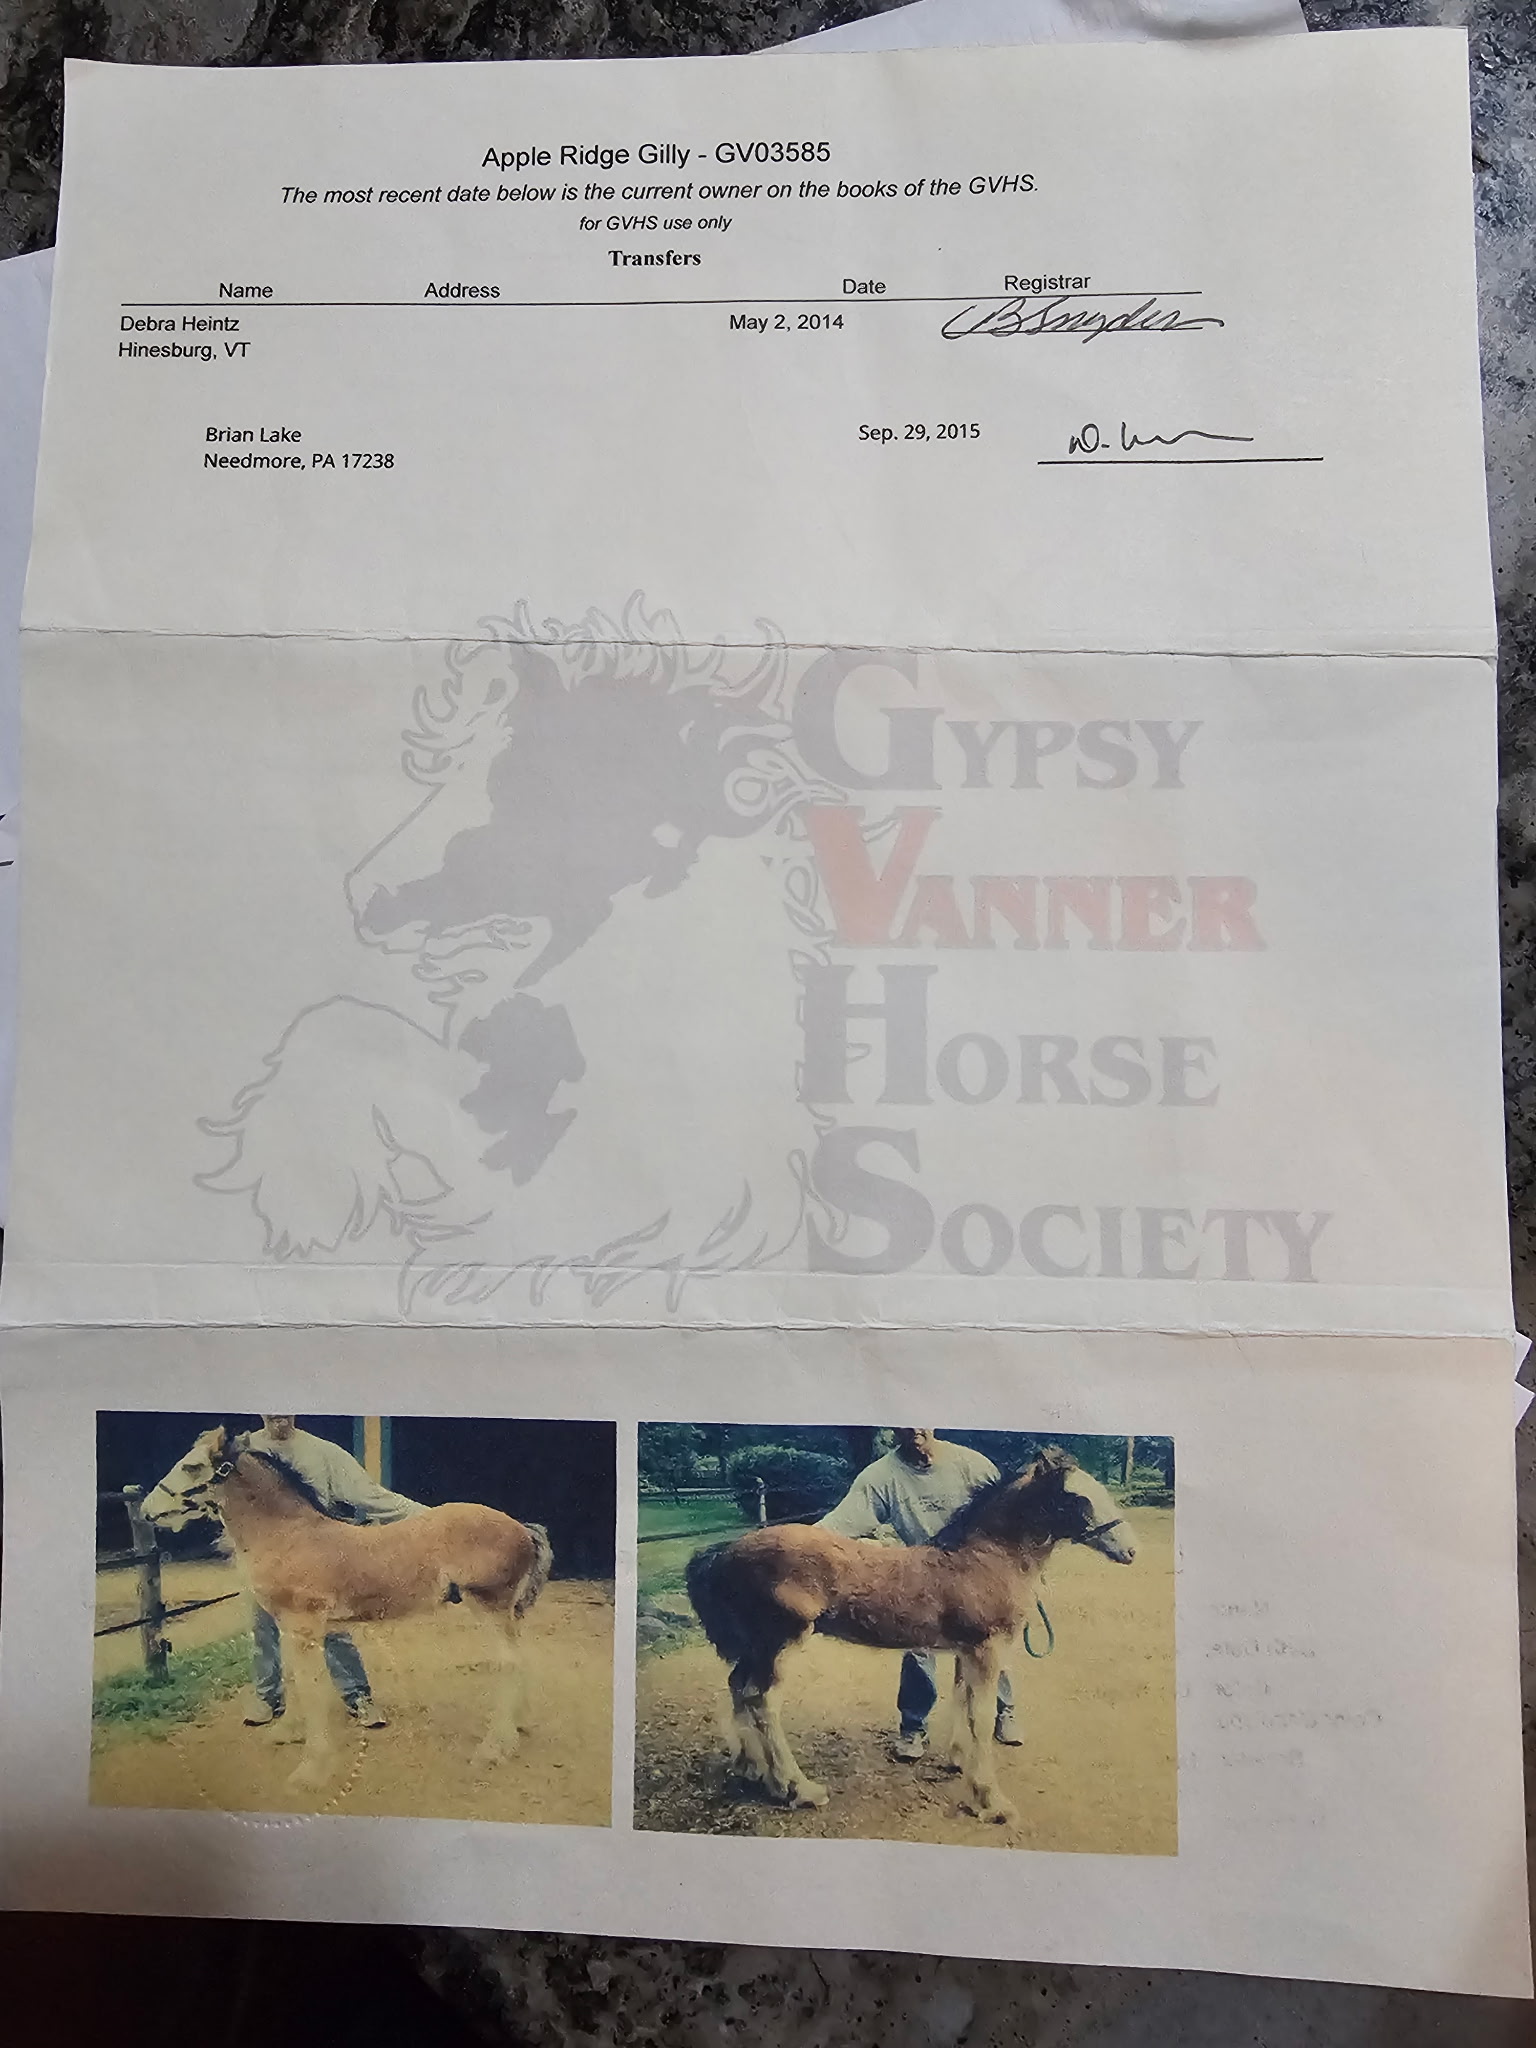 Apple Ridge Gilly - GV03585
The most recent date below is the current owner on the books of the GVHS.
for GVHS use only
Transfers
Name Address Date Registrar
Debra Heintz May 2, 2014 BSnyder
Hinesburg, VT
Brian Lake Sep. 29, 2015
Needmore, PA 17238
GYPSY
VANNER
HORSE
SOCIETY